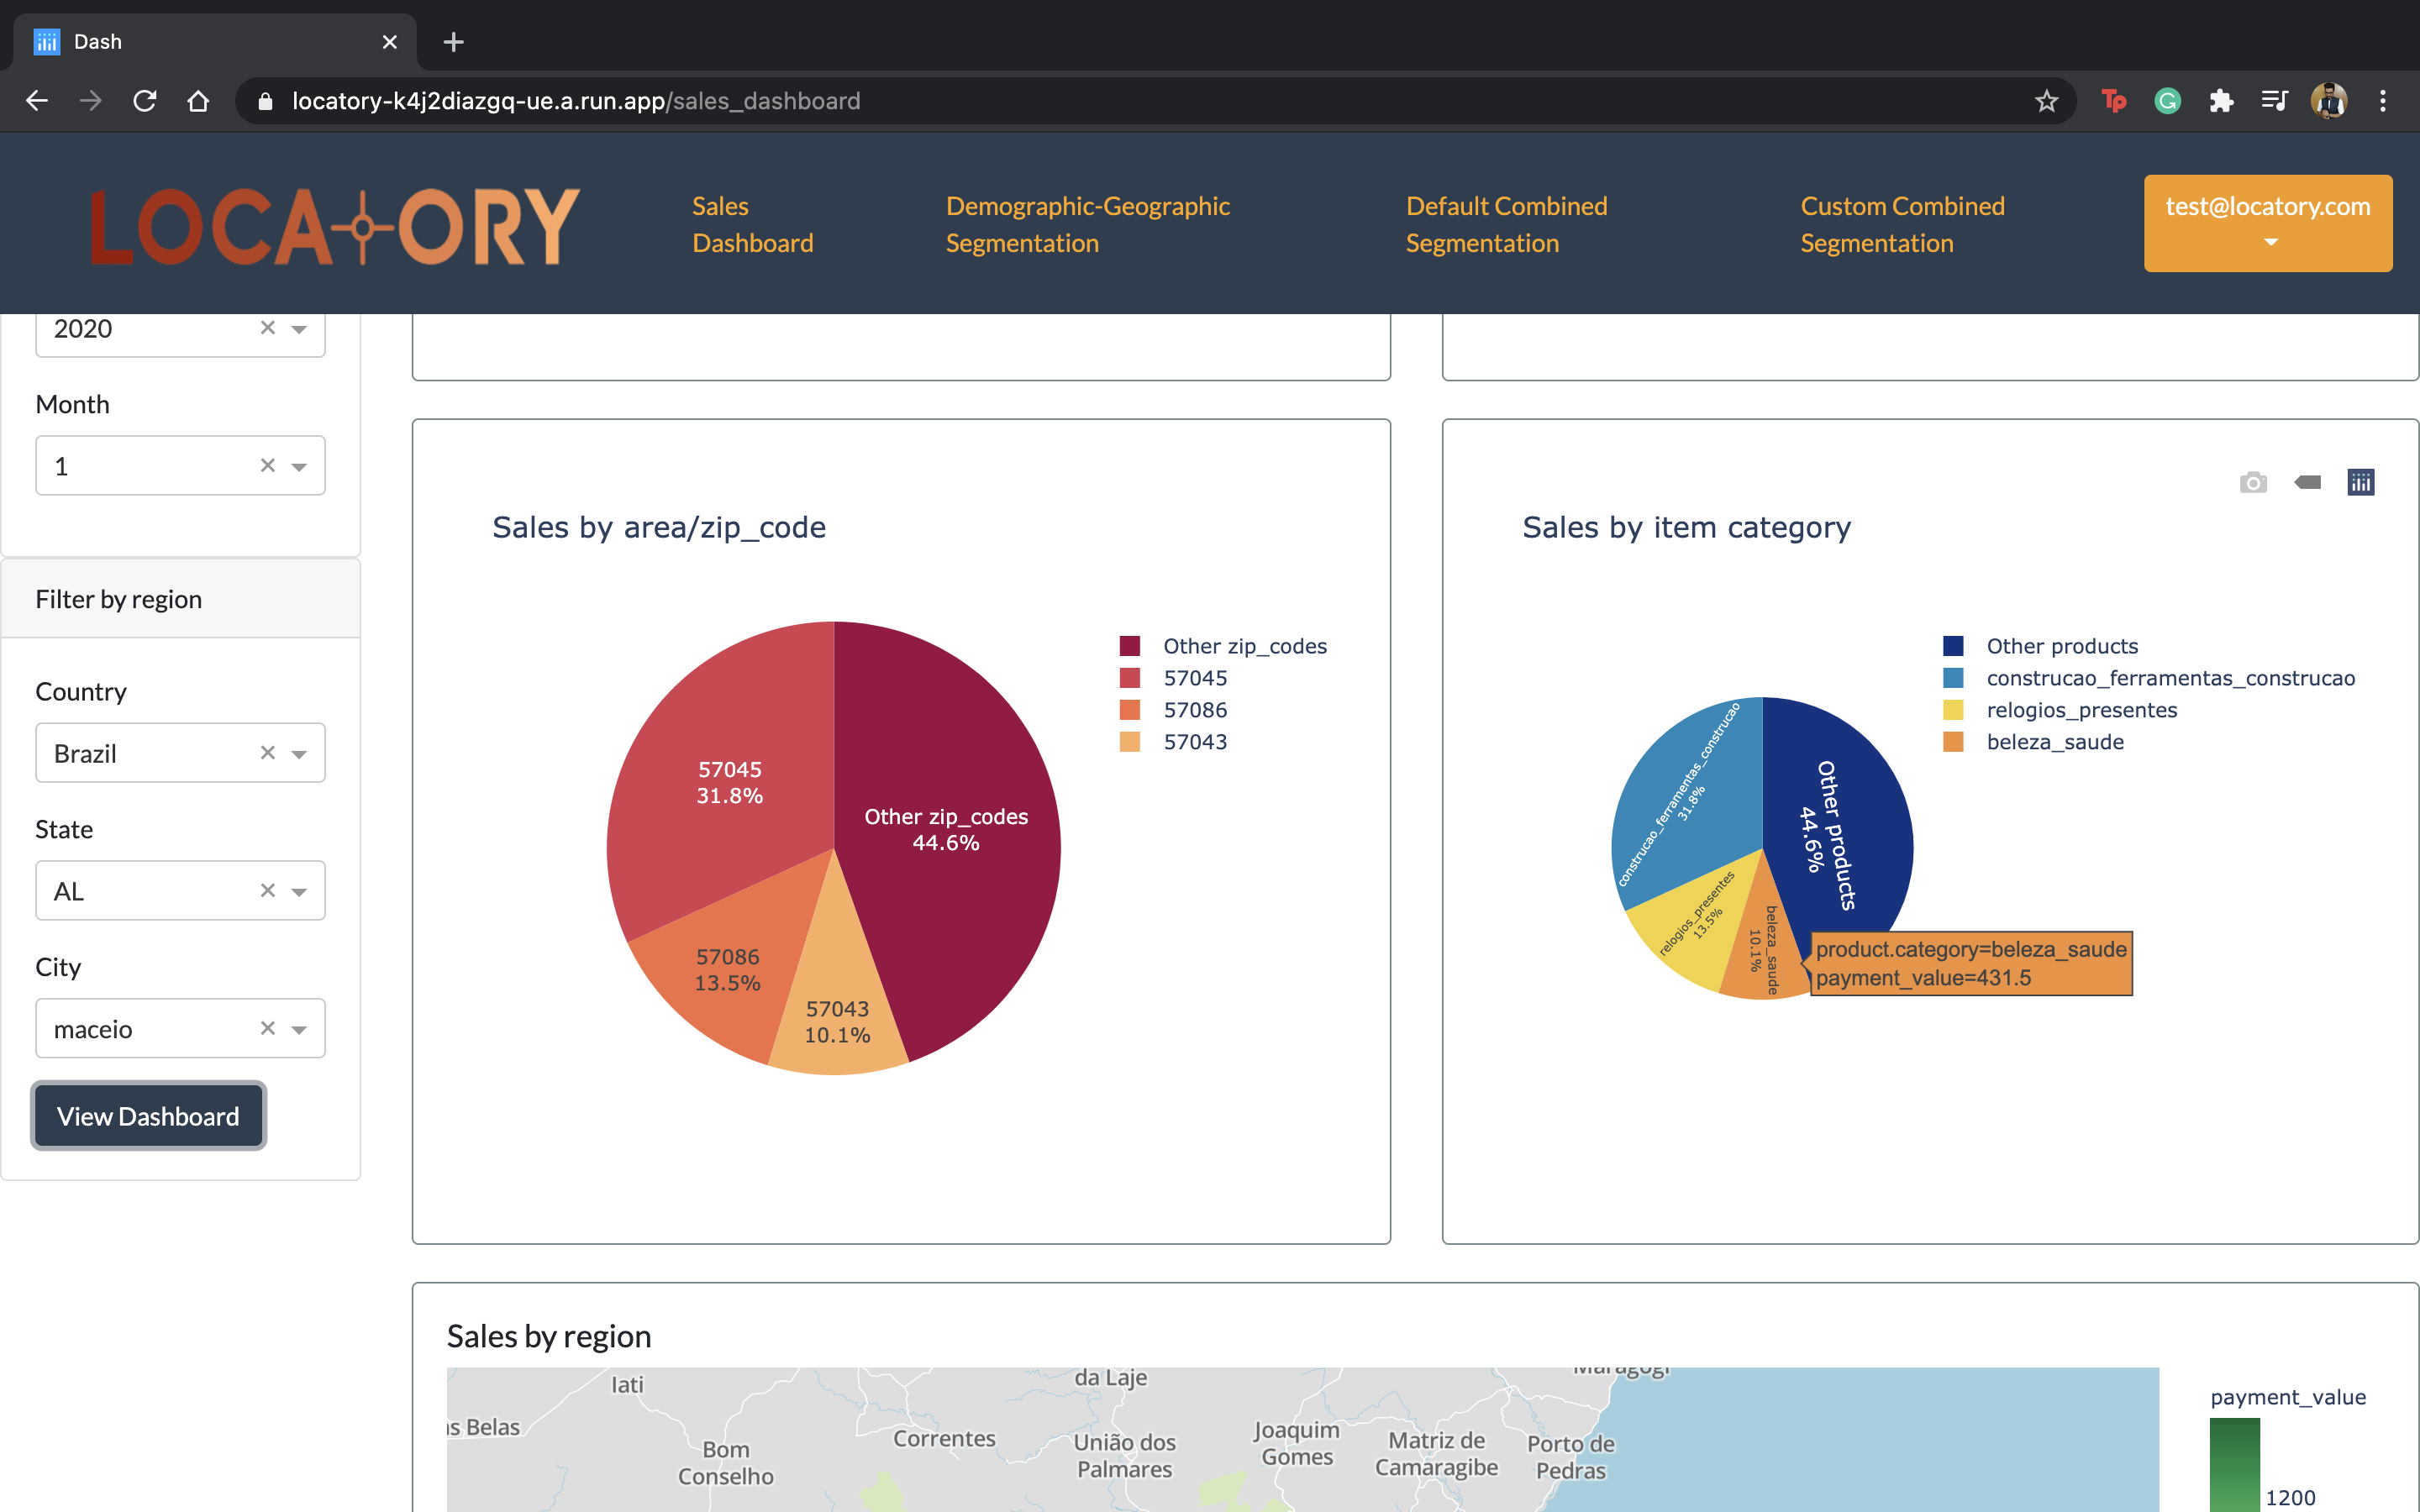 Dash
locatory-k4j2diazgq-ue.a.run.app/sales_dashboard
Tp
G
LOCATORY
Sales
Dashboard
Demographic-Geographic
Segmentation
Default Combined
Segmentation
Custom Combined
Segmentation
test@locatory.com
2020
Month
1
Filter by region
Country
Brazil
State
AL
City
maceio
View Dashboard
Sales by area/zip_code
Other zip_codes
57045
57086
57043
57045
31.8%
Other zip_codes
44.6%
57086
13.5%
57043
10.1%
Sales by item category
Other products
construcao_ferramentas_construcao
relogios_presentes
beleza_saude
construcao_ferramentas_construcao
31.8%
Other products
44.6%
relogios_presentes
13.5%
beleza_saude
10.1%
product.category=beleza_saude
payment_value=431.5
Sales by region
Iati
da Laje
Maragogi
as Belas
Bom
Conselho
Correntes
União dos
Palmares
Joaquim
Gomes
Matriz de
Camaragibe
Porto de
Pedras
payment_value
1200